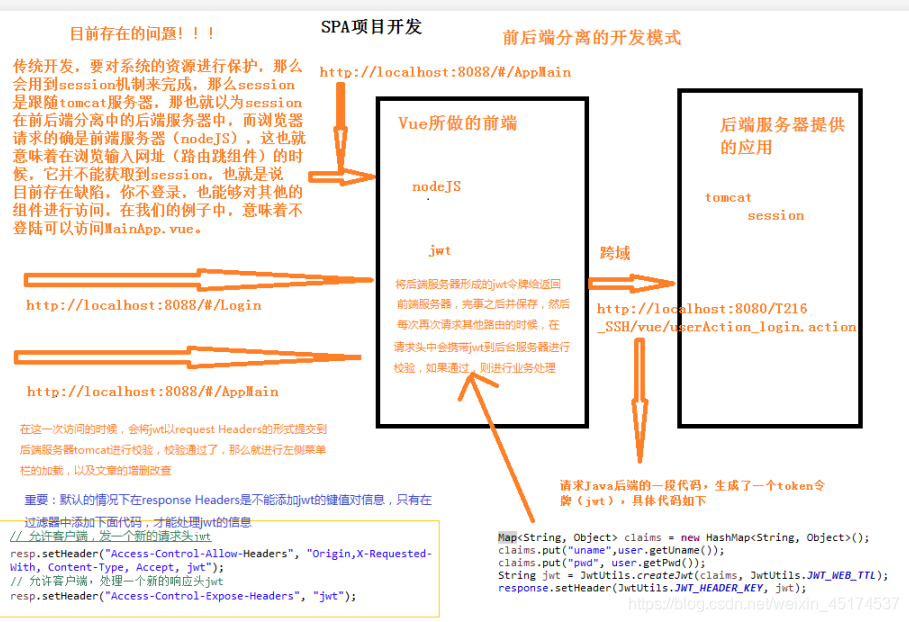 SPA项目开发
目前存在的问题！！！
前后端分离的开发模式
传统开发，要对系统的资源进行保护，那么
会用到session机制来完成，那么session
是跟随tomcat服务器，那也就以为session
在前后端分离中的后端服务器中，而浏览器
请求的确是前端服务器（nodeJS），这也就
意味着在浏览输入网址（路由跳组件）的时
候，它并不能获取到session，也就是说
目前存在缺陷，你不登录，也能够对其他的
组件进行访问，在我们的例子中，意味着不
登陆可以访问MainApp.vue。
http://localhost:8088/#/AppMain
Vue所做的前端
nodeJS
jwt
将后端服务器形成的jwt令牌给返回
前端服务器，完事之后并保存，然后
每次再次请求其他路由的时候，在
请求头中会携带jwt到后台服务器进行
校验，如果通过，则进行业务处理
后端服务器提供
的应用
tomcat
session
跨域
http://localhost:8080/T216
_SSH/vue/userAction_login.action
http://localhost:8088/#/Login
http://localhost:8088/#/AppMain
在这一次访问的时候，会将jwt以request Headers的形式提交到
后端服务器tomcat进行校验，校验通过了，那么就进行左侧菜单
栏的加载，以及文章的增删改查
重要：默认的情况下在response Headers是不能添加jwt的键值对信息，只有在
过滤器中添加下面代码，才能处理jwt的信息
// 允许客户端，发一个新的请求头jwt
resp.setHeader("Access-Control-Allow-Headers", "Origin,X-Requested-
With, Content-Type, Accept, jwt");
// 允许客户端，处理一个新的响应头jwt
resp.setHeader("Access-Control-Expose-Headers", "jwt");
请求Java后端的一段代码，生成了一个token令
牌（jwt），具体代码如下
Map<String, Object> claims = new HashMap<String, Object>();
claims.put("uname",user.getUname());
claims.put("pwd", user.getPwd());
String jwt = JwtUtils.createJwt(claims, JwtUtils.JWT_WEB_TTL);
response.setHeader(JwtUtils.JWT_HEADER_KEY, jwt);
https://blog.csdn.net/weixin_45174537